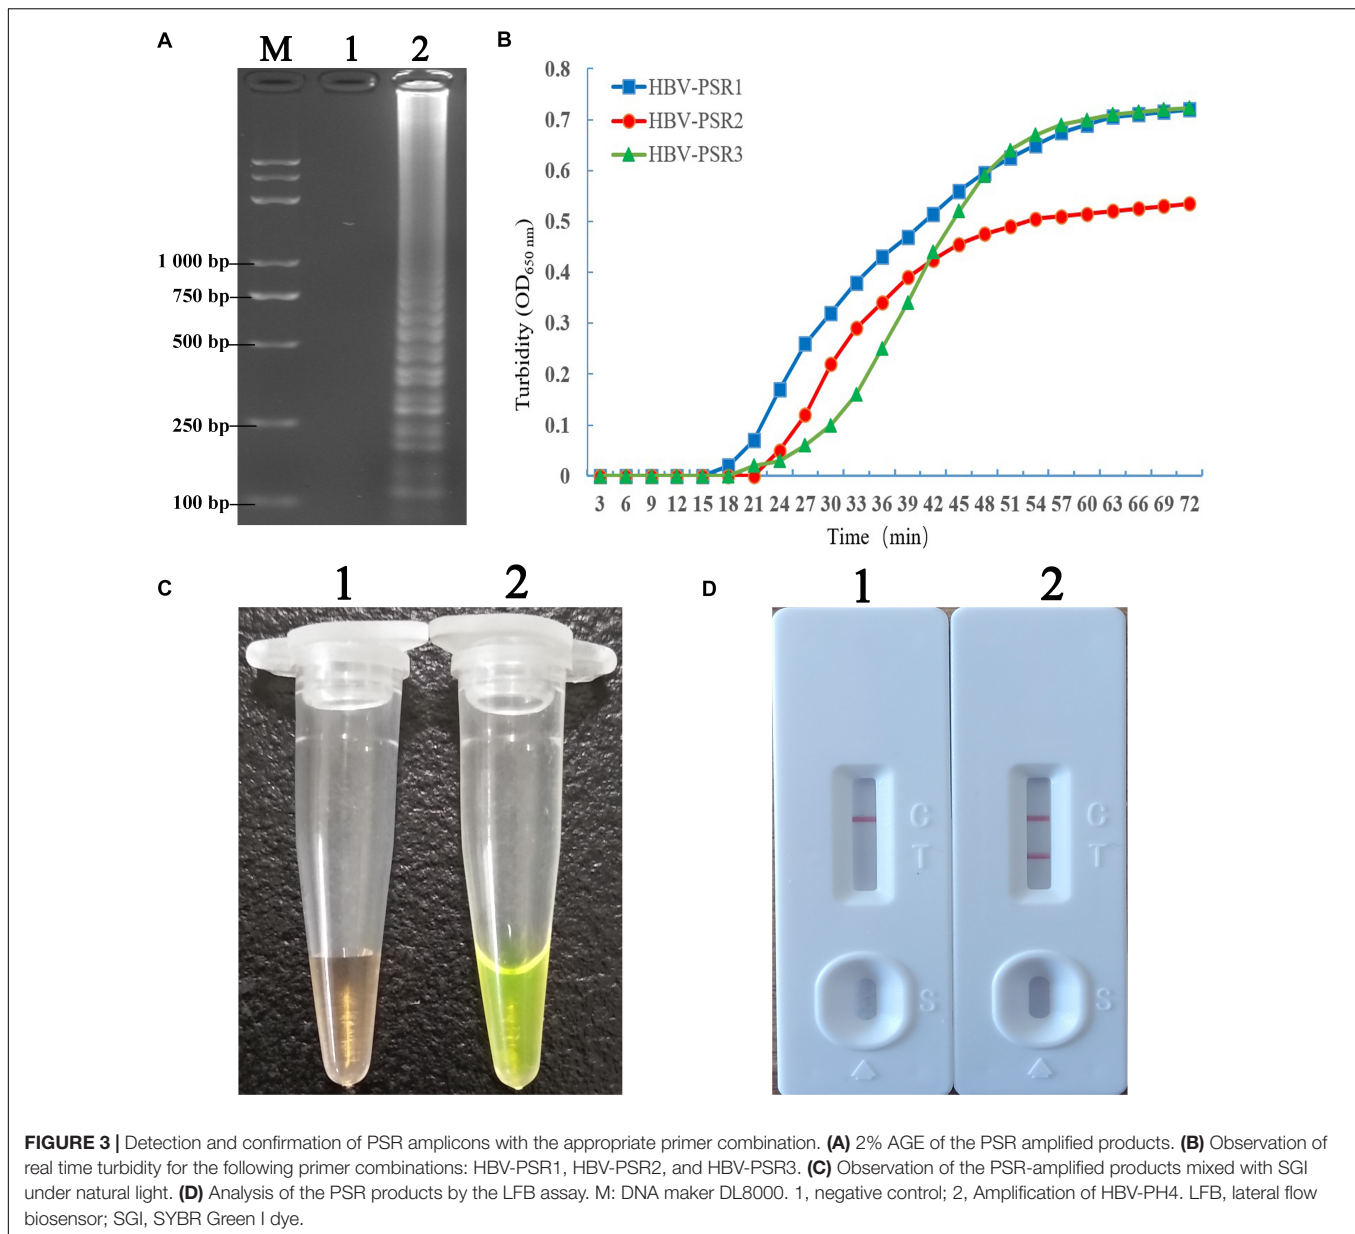 A
M 1 2
1 000 bp
750 bp
500 bp
250 bp
100 bp
B
0.8
0.7
0.6
0.5
0.4
0.3
0.2
0.1
0
Turbidity (OD650 nm)
HBV-PSR1
HBV-PSR2
HBV-PSR3
3 6 9 12 15 18 21 24 27 30 33 36 39 42 45 48 51 54 57 60 63 66 69 72
Time (min)
C
1 2
D
1 2
C
T
S
C
T
S
FIGURE 3 | Detection and confirmation of PSR amplicons with the appropriate primer combination. (A) 2% AGE of the PSR amplified products. (B) Observation of
real time turbidity for the following primer combinations: HBV-PSR1, HBV-PSR2, and HBV-PSR3. (C) Observation of the PSR-amplified products mixed with SGI
under natural light. (D) Analysis of the PSR products by the LFB assay. M: DNA maker DL8000. 1, negative control; 2, Amplification of HBV-PH4. LFB, lateral flow
biosensor; SGI, SYBR Green I dye.